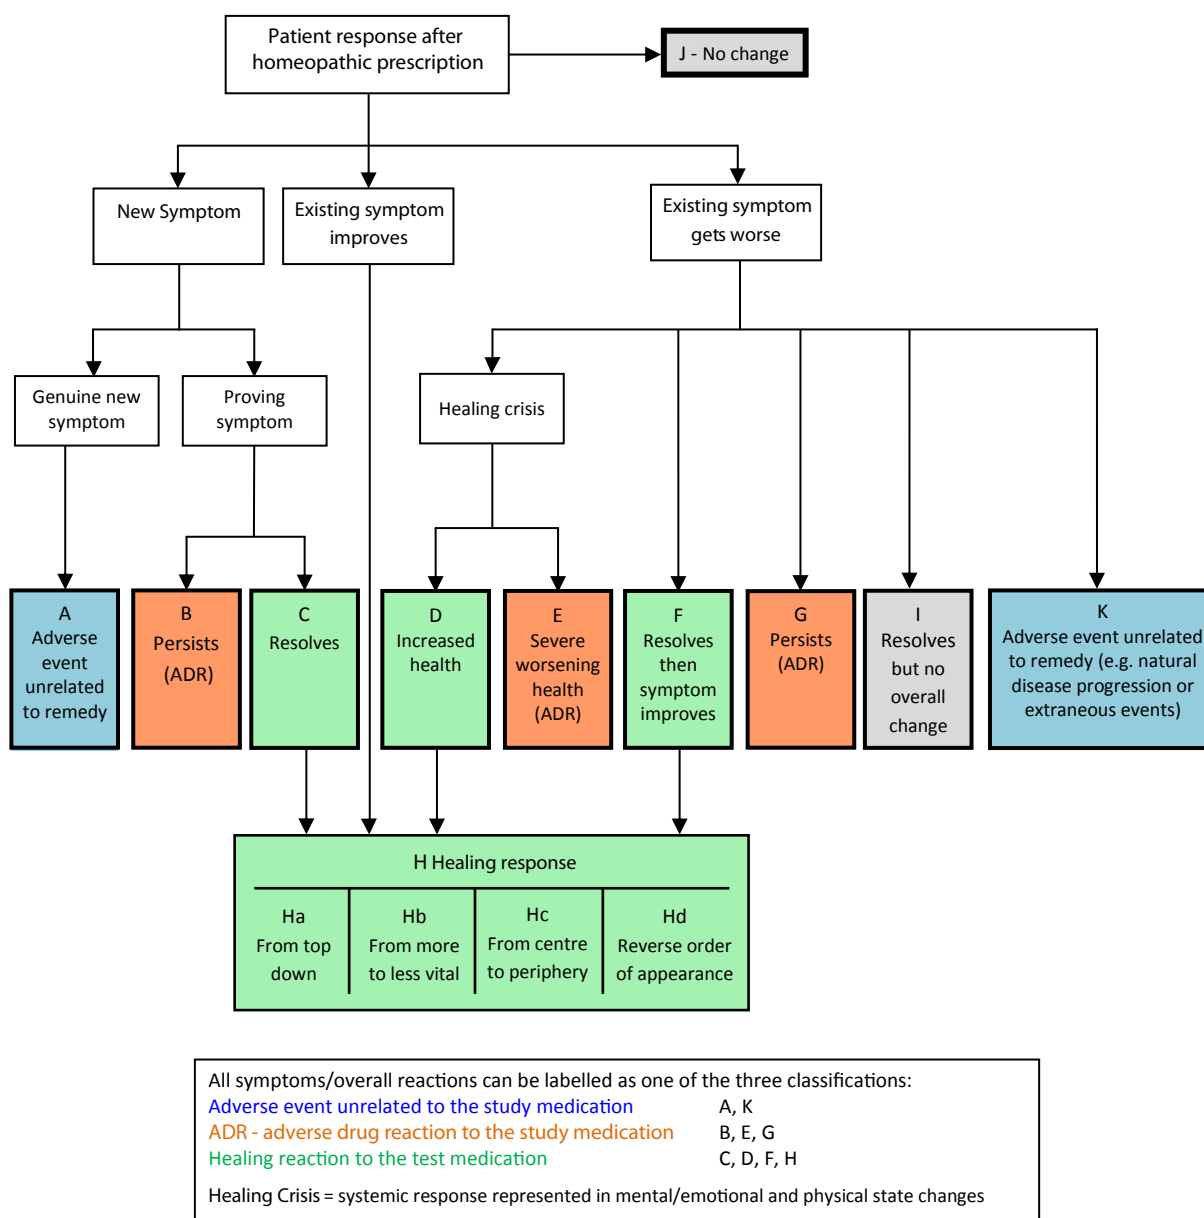 Patient response after
homeopathic prescription
J - No change
New Symptom
Existing symptom
improves
Existing symptom
gets worse
Genuine new
symptom
Proving
symptom
Healing crisis
A
Adverse
event
unrelated
to remedy
B
Persists
(ADR)
C
Resolves
D
Increased
health
E
Severe
worsening
health
(ADR)
F
Resolves
then
symptom
improves
G
Persists
(ADR)
I
Resolves
but no
overall
change
K
Adverse event unrelated
to remedy (e.g. natural
disease progression or
extraneous events)
H Healing response
Ha
From top
down
Hb
From more
to less vital
Hc
From centre
to periphery
Hd
Reverse order
of appearance
All symptoms/overall reactions can be labelled as one of the three classifications:
Adverse event unrelated to the study medication A, K
ADR - adverse drug reaction to the study medication B, E, G
Healing reaction to the test medication C, D, F, H
Healing Crisis = systemic response represented in mental/emotional and physical state changes